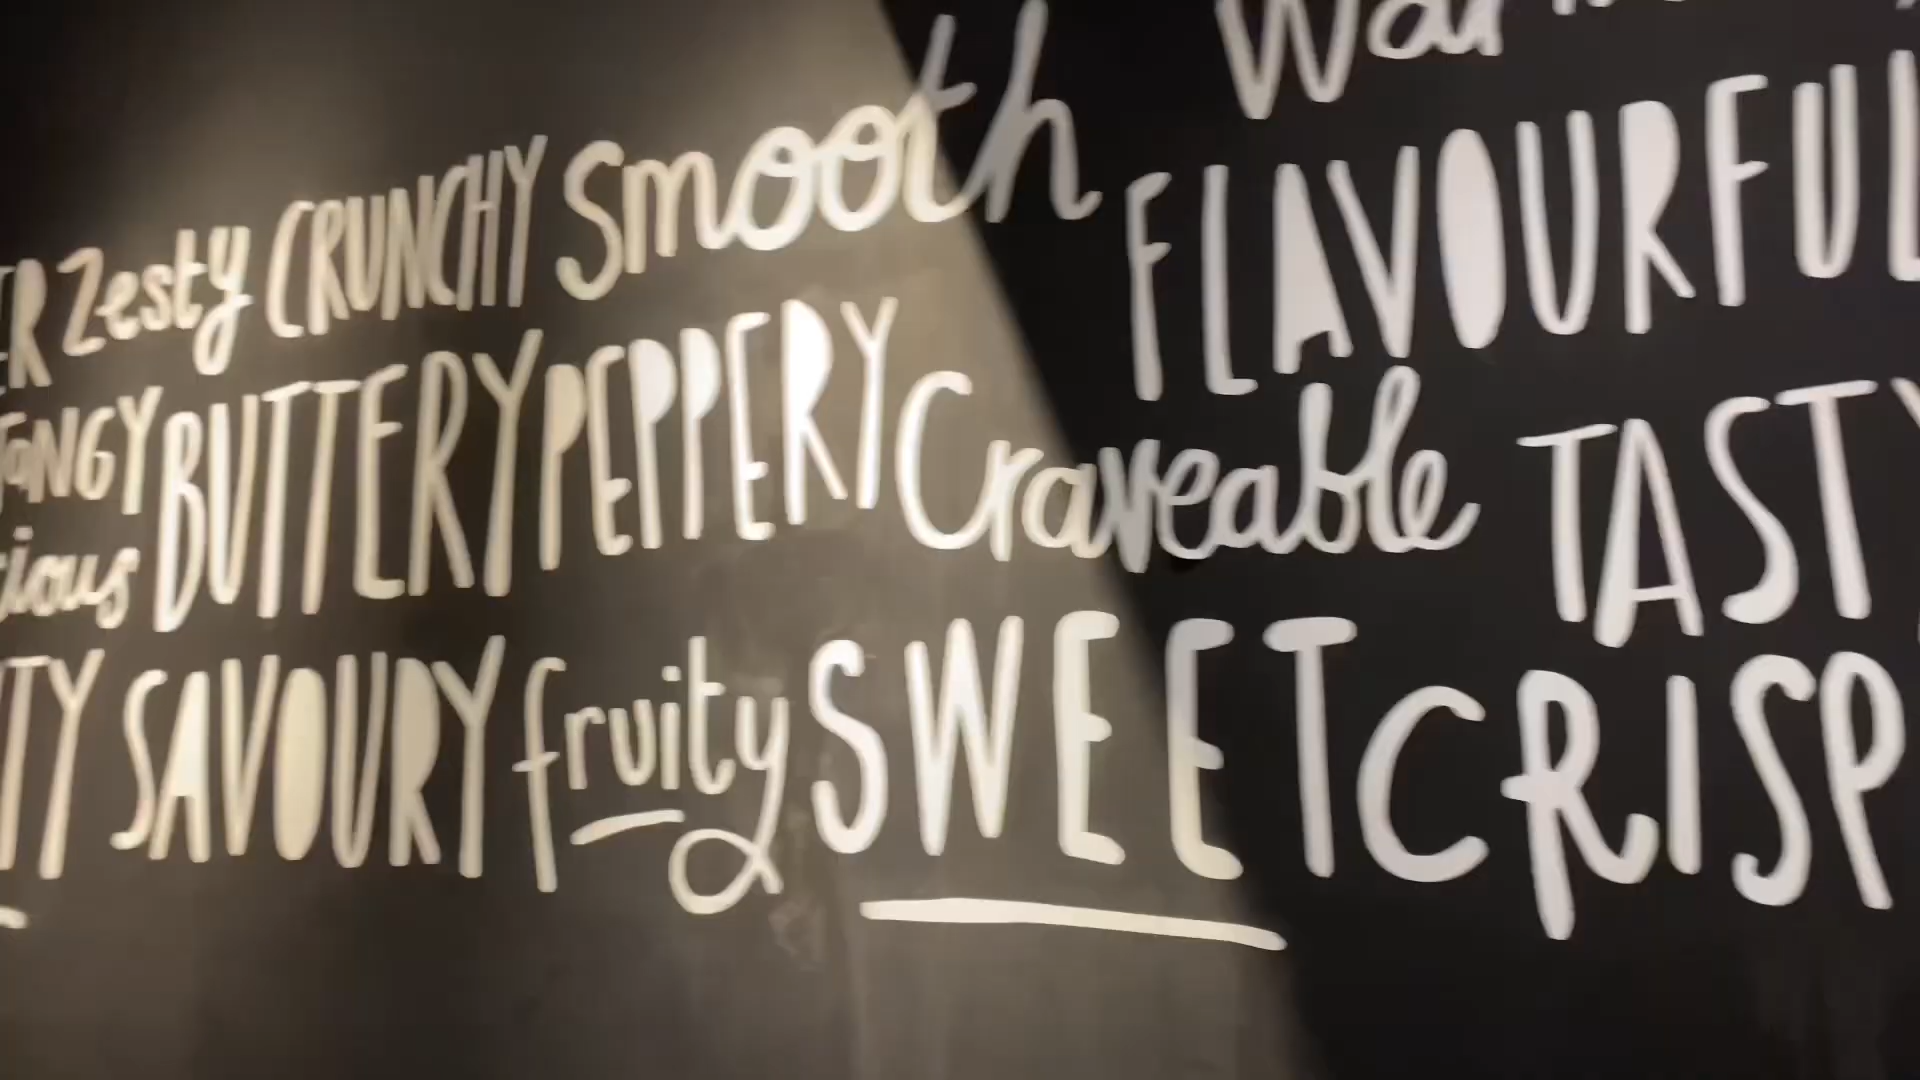 Zesty CRUNCHY Smooth FLAVOURFUL
TANGY BUTTERY PEPPERY Craveable TASTY
SAVOURY fruity SWEET CRISP